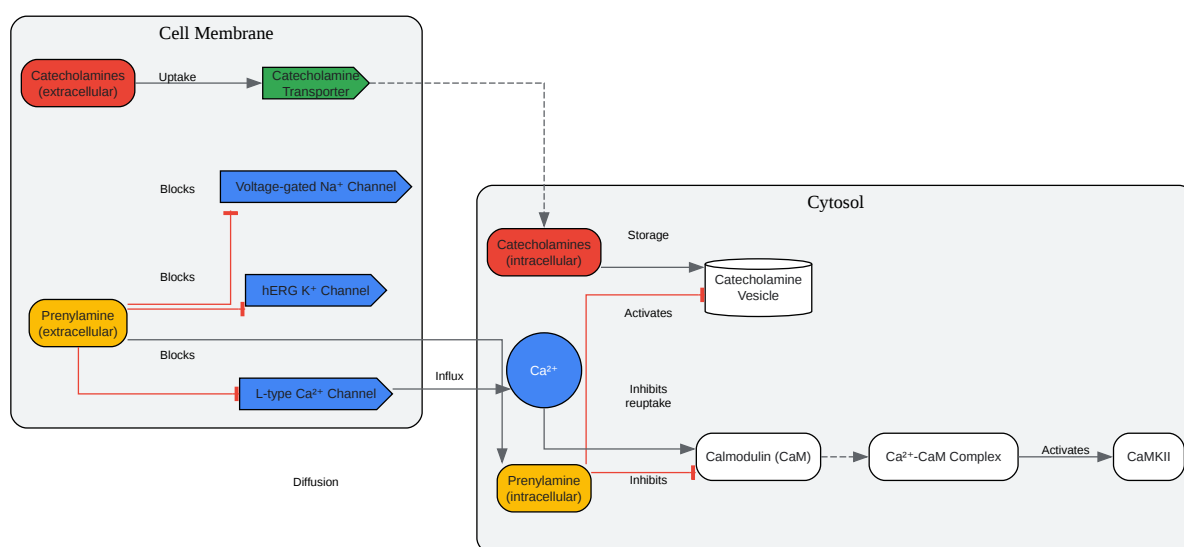 Cell Membrane
Catecholamines
(extracellular)
Uptake
Catecholamine
Transporter
Blocks
Voltage-gated Na⁺ Channel
Blocks
hERG K⁺ Channel
Prenylamine
(extracellular)
Blocks
L-type Ca²⁺ Channel
Influx
Diffusion
Cytosol
Catecholamines
(intracellular)
Storage
Catecholamine
Vesicle
Activates
Ca²⁺
Inhibits
reuptake
Calmodulin (CaM)
Ca²⁺-CaM Complex
Activates
CaMKII
Prenylamine
(intracellular)
Inhibits